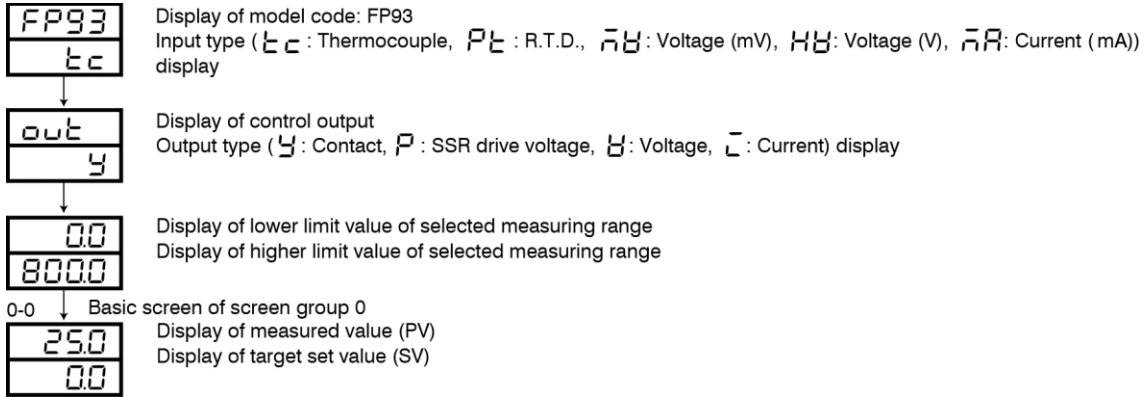 FP93
Display of model code: FP93
Input type ( tc : Thermocouple, Pt : R.T.D., mV : Voltage (mV), HV : Voltage (V), mA : Current ( mA))
tc
display
out
Display of control output
Output type ( Y : Contact, P : SSR drive voltage, V : Voltage, I : Current) display
Y
0.0
Display of lower limit value of selected measuring range
Display of higher limit value of selected measuring range
800.0
0-0 Basic screen of screen group 0
25.0
Display of measured value (PV)
Display of target set value (SV)
0.0